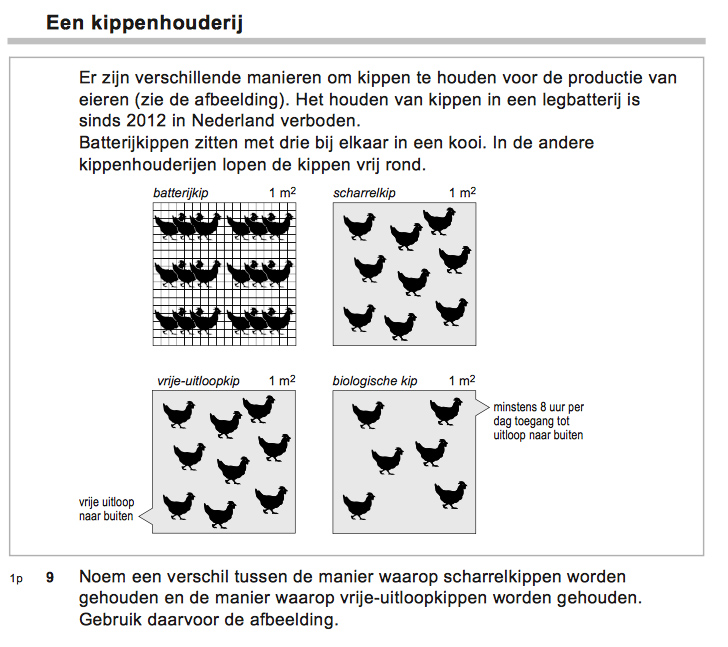 Een kippenhouderij
Er zijn verschillende manieren om kippen te houden voor de productie van
eieren (zie de afbeelding). Het houden van kippen in een legbatterij is
sinds 2012 in Nederland verboden.
Batterijkippen zitten met drie bij elkaar in een kooi. In de andere
kippenhouderijen lopen de kippen vrij rond.
batterijkip 1 m²
scharrelkip 1 m²
vrije-uitloopkip 1 m²
biologische kip 1 m²
minstens 8 uur per
dag toegang tot
uitloop naar buiten
vrije uitloop
naar buiten
1p 9 Noem een verschil tussen de manier waarop scharrelkippen worden
gehouden en de manier waarop vrije-uitloopkippen worden gehouden.
Gebruik daarvoor de afbeelding.